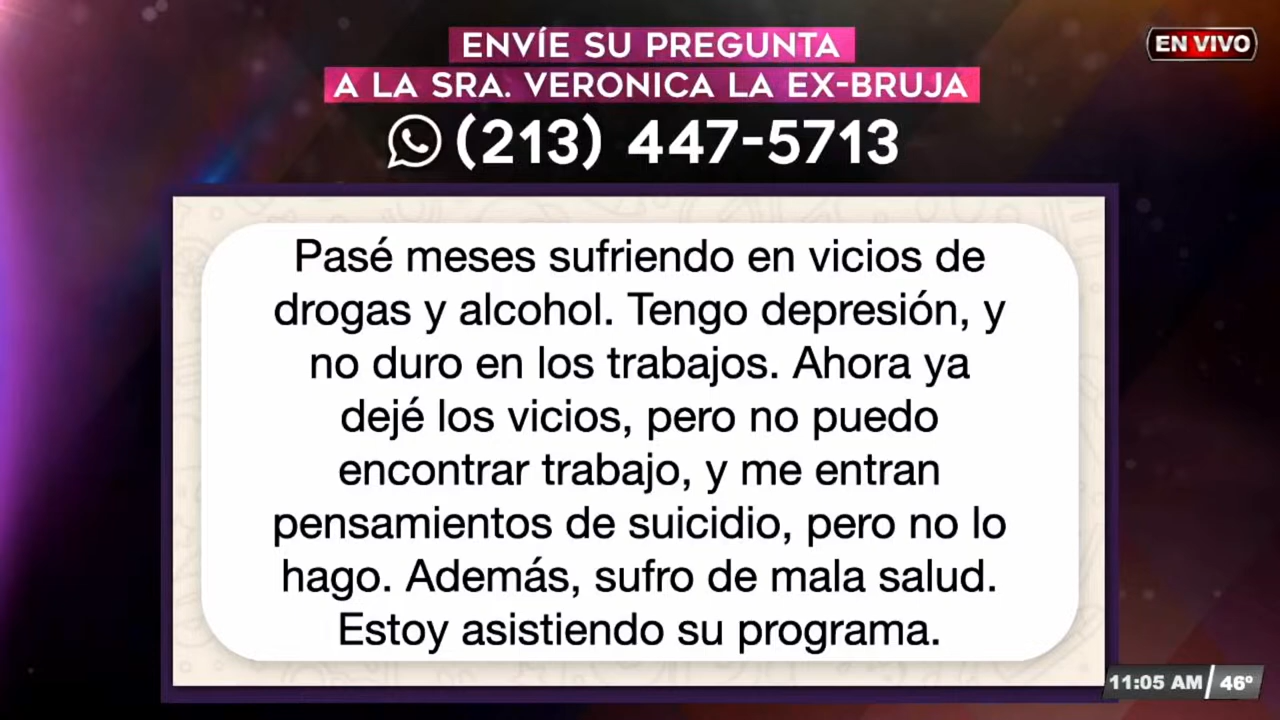 ENVÍE SU PREGUNTA
A LA SRA. VERONICA LA EX-BRUJA
(213) 447-5713
EN VIVO
Pasé meses sufriendo en vicios de
drogas y alcohol. Tengo depresión, y
no duro en los trabajos. Ahora ya
dejé los vicios, pero no puedo
encontrar trabajo, y me entran
pensamientos de suicidio, pero no lo
hago. Además, sufro de mala salud.
Estoy asistiendo su programa.
11:05 AM 46°